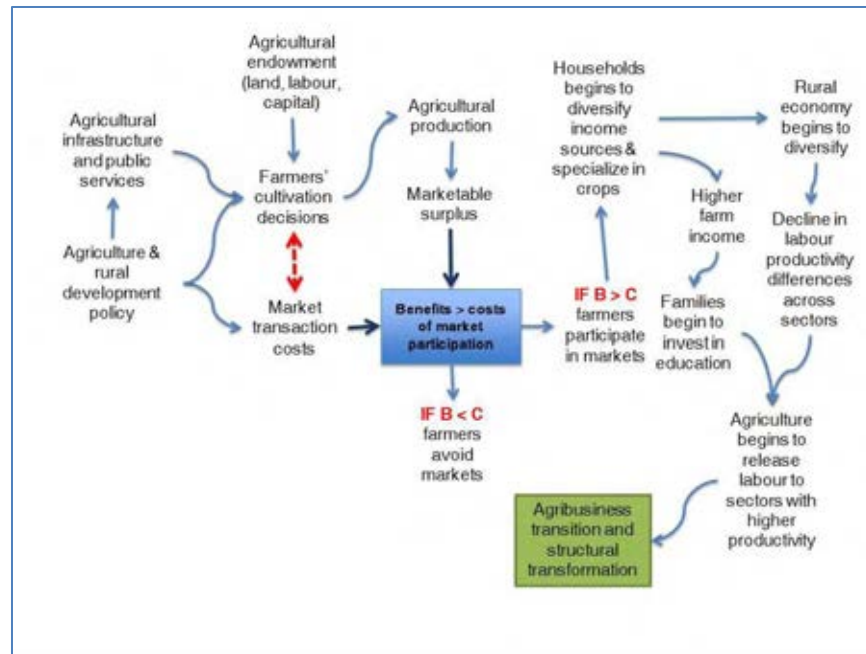 Agricultural
endowment
(land, labour,
capital)
Agricultural
infrastructure
and public
services
Agriculture &
rural
development
policy
Farmers'
cultivation
decisions
Market
transaction
costs
Agricultural
production
Marketable
surplus
Benefits > costs
of market
participation
IF B < C
farmers
avoid
markets
IF B > C
farmers
participate
in markets
Households
begins to
diversify
income
sources &
specialize in
crops
Higher
farm
income
Families
begin to
invest in
education
Rural
economy
begins to
diversify
Decline in
labour
productivity
differences
across
sectors
Agriculture
begins to
release
labour to
sectors with
higher
productivity
Agribusiness
transition and
structural
transformation